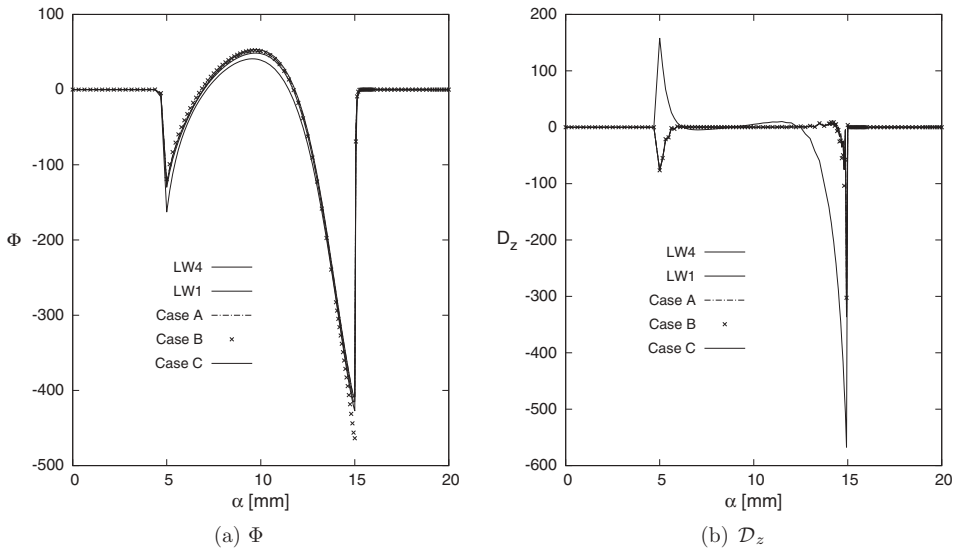 100
0
-100
-200
-300
-400
-500
Φ
LW4
LW1
Case A
Case B
Case C
0 5 10 15 20
α [mm]
(a) Φ
200
100
0
-100
-200
-300
-400
-500
-600
D_z
LW4
LW1
Case A
Case B
Case C
0 5 10 15 20
α [mm]
(b) 𝒟_z